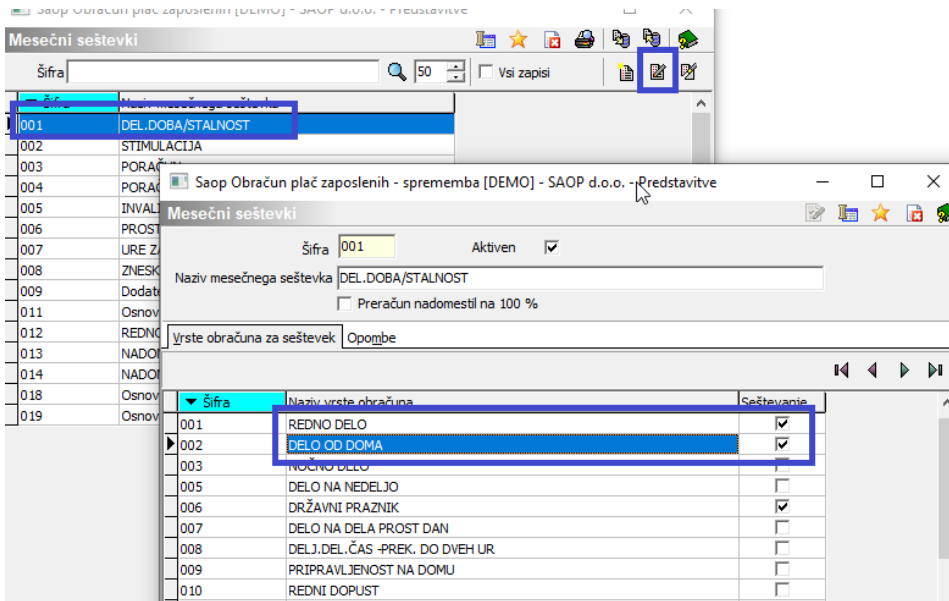 Saop Obračun plač zaposlenih [DEMO] - SAOP d.o.o. - Predstavitve
Mesečni seštevki
Šifra 50 Vsi zapisi
Šifra Naziv mesečnega seštevka
001 DEL.DOBA/STALNOST
002 STIMULACIJA
003
004
005
006
007
008
009
011
012
013
014
018
019
Saop Obračun plač zaposlenih - sprememba [DEMO] - SAOP d.o.o. - Predstavitve
Mesečni seštevki
Šifra 001 Aktiven
Naziv mesečnega seštevka DEL.DOBA/STALNOST
Preračun nadomestil na 100 %
Vrste obračuna za seštevek Opombe
Šifra Naziv vrste obračuna Seštevanje
001 REDNO DELO
002 DELO OD DOMA
003 NOČNO DELO
005 DELO NA NEDELJO
006 DRŽAVNI PRAZNIK
007 DELO NA DELA PROST DAN
008 DELJ.DEL.ČAS -PREK. DO DVEH UR
009 PRIPRAVLJENOST NA DOMU
010 REDNI DOPUST